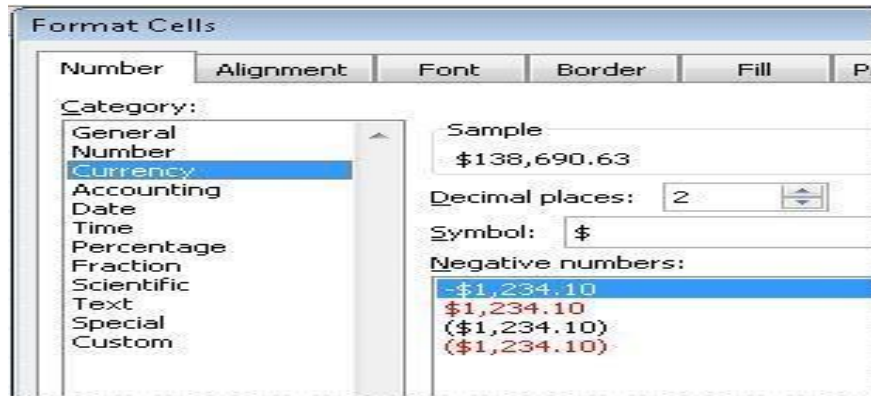 Format Cells
Number Alignment Font Border Fill P
Category:
General
Number
Currency
Accounting
Date
Time
Percentage
Fraction
Scientific
Text
Special
Custom
Sample
$138,690.63
Decimal places: 2
Symbol: $
Negative numbers:
-$1,234.10
$1,234.10
($1,234.10)
($1,234.10)